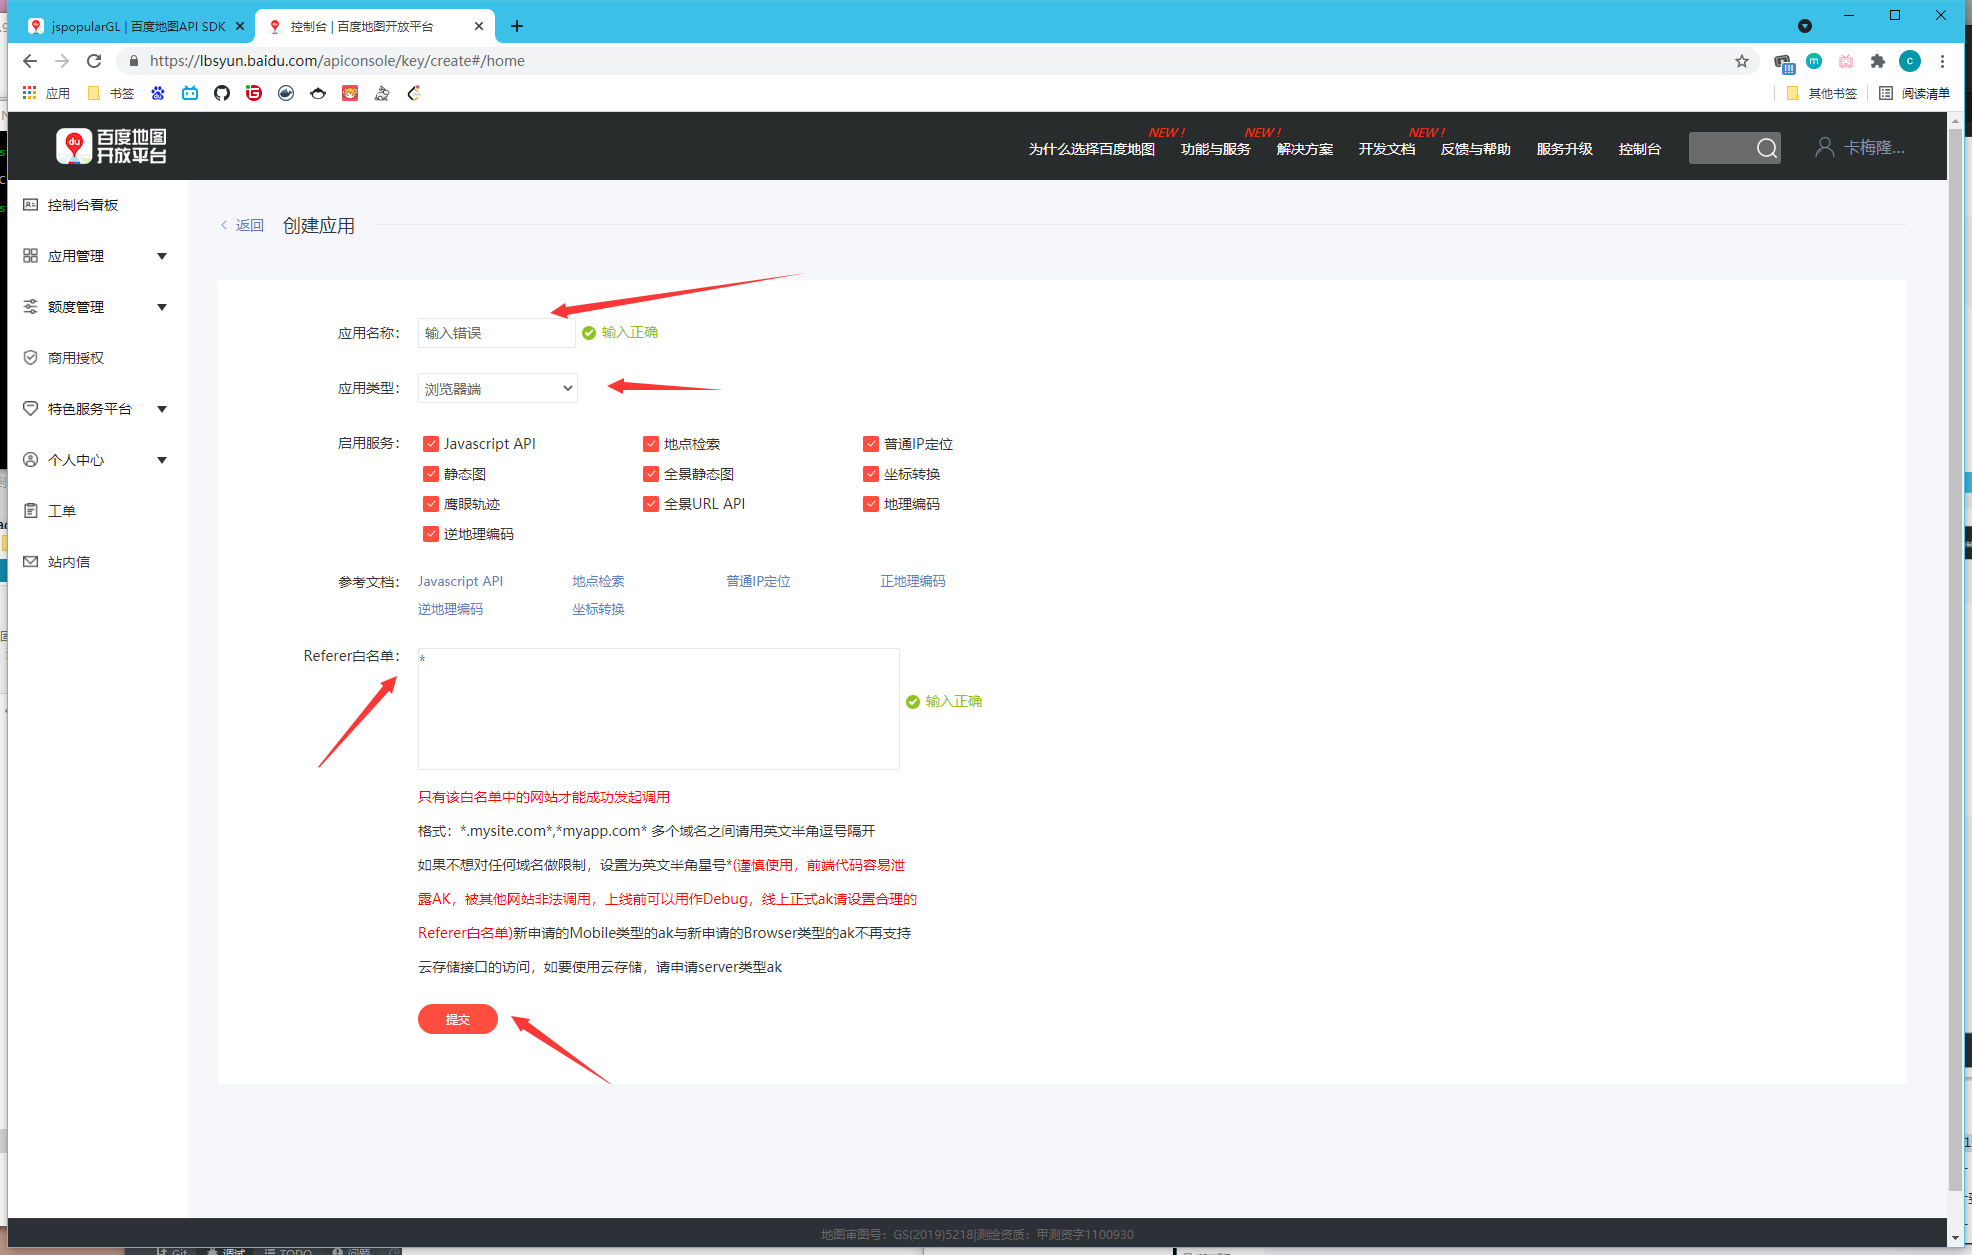 jspopularGL | 百度地图API SDK
控制台 | 百度地图开放平台
https://lbsyun.baidu.com/apiconsole/key/create#/home
应用
书签
其他书签
阅读清单
du
百度地图
开放平台
NEW !
NEW !
NEW !
为什么选择百度地图
功能与服务
解决方案
开发文档
反馈与帮助
服务升级
控制台
卡梅隆...
控制台看板
应用管理
额度管理
商用授权
特色服务平台
个人中心
工单
站内信
返回
创建应用
应用名称：
输入错误
输入正确
应用类型：
浏览器端
启用服务：
Javascript API
地点检索
普通IP定位
静态图
全景静态图
坐标转换
鹰眼轨迹
全景URL API
地理编码
逆地理编码
参考文档：
Javascript API
地点检索
普通IP定位
正地理编码
逆地理编码
坐标转换
Referer白名单：
*
输入正确
只有该白名单中的网站才能成功发起调用
格式：*.mysite.com*,*myapp.com* 多个域名之间请用英文半角逗号隔开
如果不想对任何域名做限制，设置为英文半角星号*(谨慎使用，前端代码容易泄
露AK，被其他网站非法调用，上线前可以用作Debug，线上正式ak请设置合理的
Referer白名单)新申请的Mobile类型的ak与新申请的Browser类型的ak不再支持
云存储接口的访问，如要使用云存储，请申请server类型ak
提交
地图审图号：GS(2019)5218|测绘资质：甲测资字1100930
Git
调试
TODO
问题